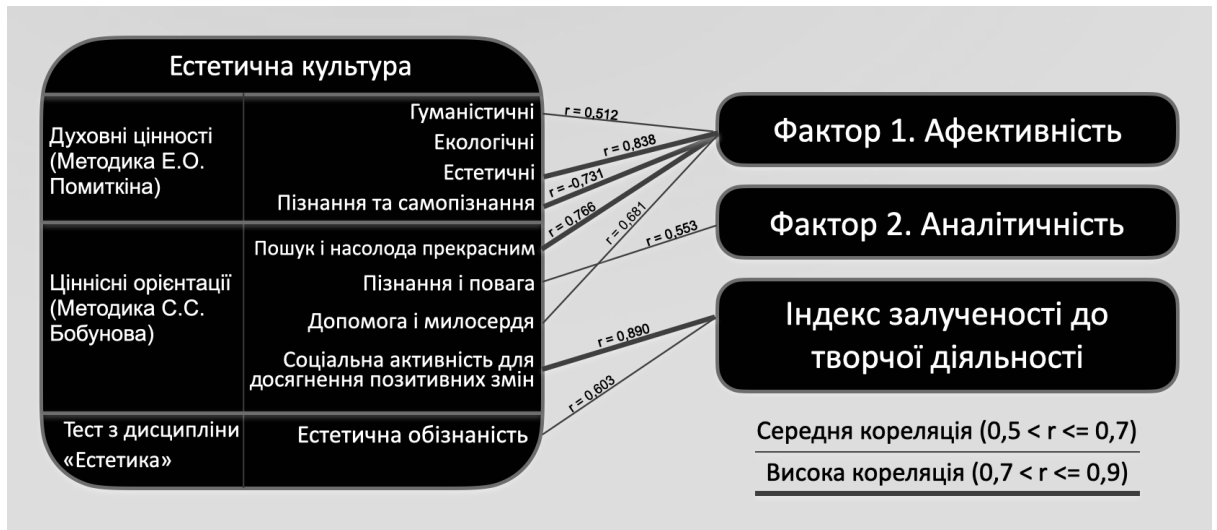 Естетична культура
Духовні цінності
(Методика Е.О.
Помиткіна)
Гуманістичні
Екологічні
Естетичні
Пізнання та самопізнання
Ціннісні орієнтації
(Методика С.С.
Бобунова)
Пошук і насолода прекрасним
Пізнання і повага
Допомога і милосердя
Соціальна активність для
досягнення позитивних змін
Тест з дисципліни
«Естетика»
Естетична обізнаність
r = 0,512
r = 0,838
r = -0,731
r = 0,766
r = 0,681
r = 0,553
r = 0,890
r = 0,603
Фактор 1. Афективність
Фактор 2. Аналітичність
Індекс залученості до
творчої діяльності
Середня кореляція (0,5 < r <= 0,7)
Висока кореляція (0,7 < r <= 0,9)